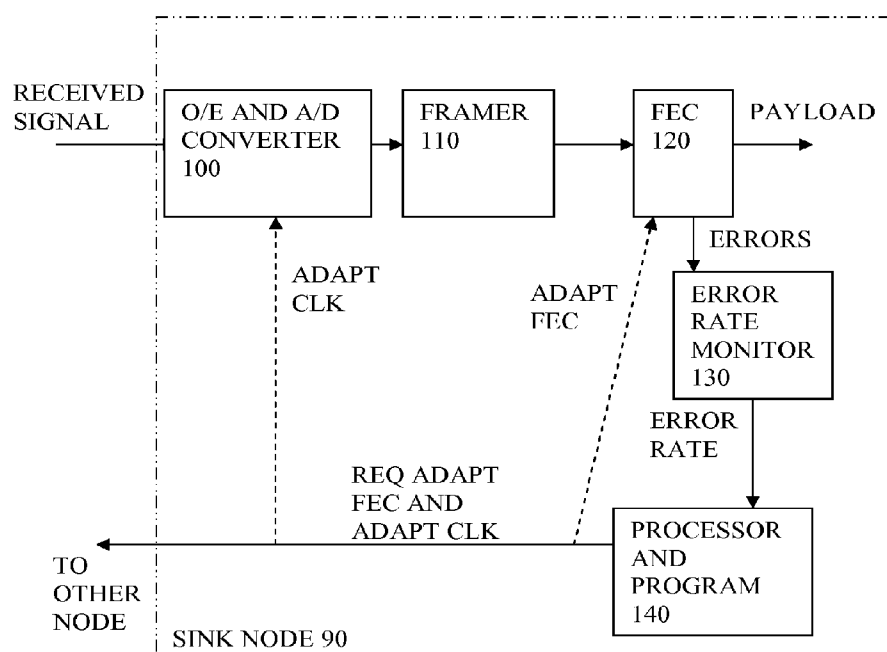 RECEIVED
SIGNAL
O/E AND A/D
CONVERTER
100
FRAMER
110
FEC
120
PAYLOAD
ERRORS
ADAPT
CLK
ADAPT
FEC
ERROR
RATE
MONITOR
130
ERROR
RATE
REQ ADAPT
FEC AND
ADAPT CLK
PROCESSOR
AND
PROGRAM
140
TO
OTHER
NODE
SINK NODE 90